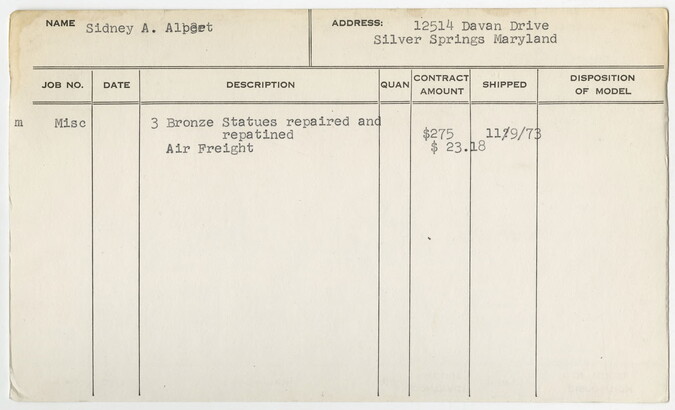 NAME Sidney A. Alpert ADDRESS: 12514 Davan Drive
Silver Springs Maryland
JOB NO. DATE DESCRIPTION QUAN CONTRACT AMOUNT SHIPPED DISPOSITION OF MODEL
m Misc 3 Bronze Statues repaired and
repatined $275 11/9/73
Air Freight $ 23.18